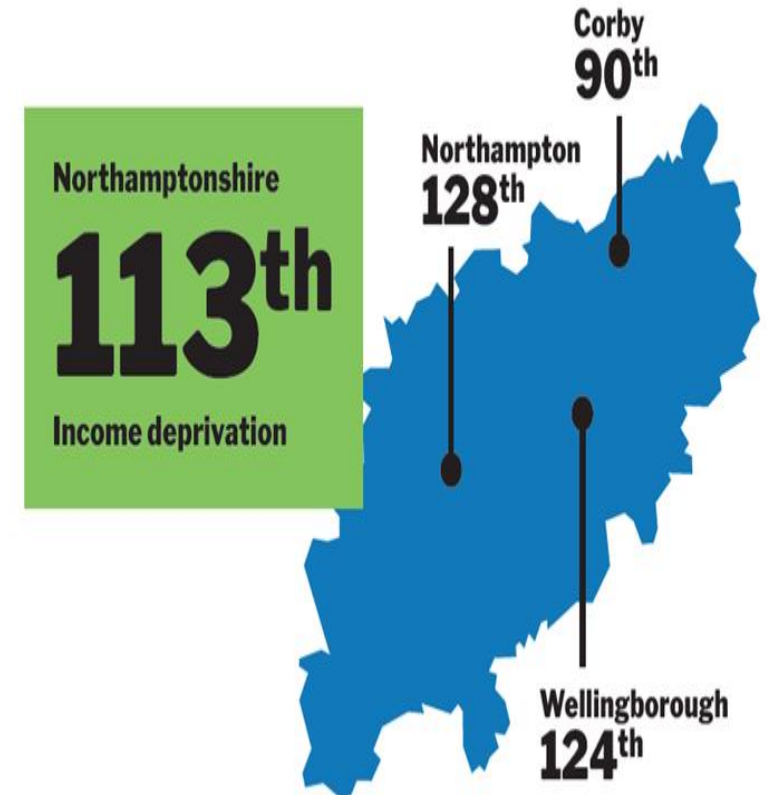 Corby
90th
Northampton
128th
Northamptonshire
113th
Income deprivation
Wellingborough
124th